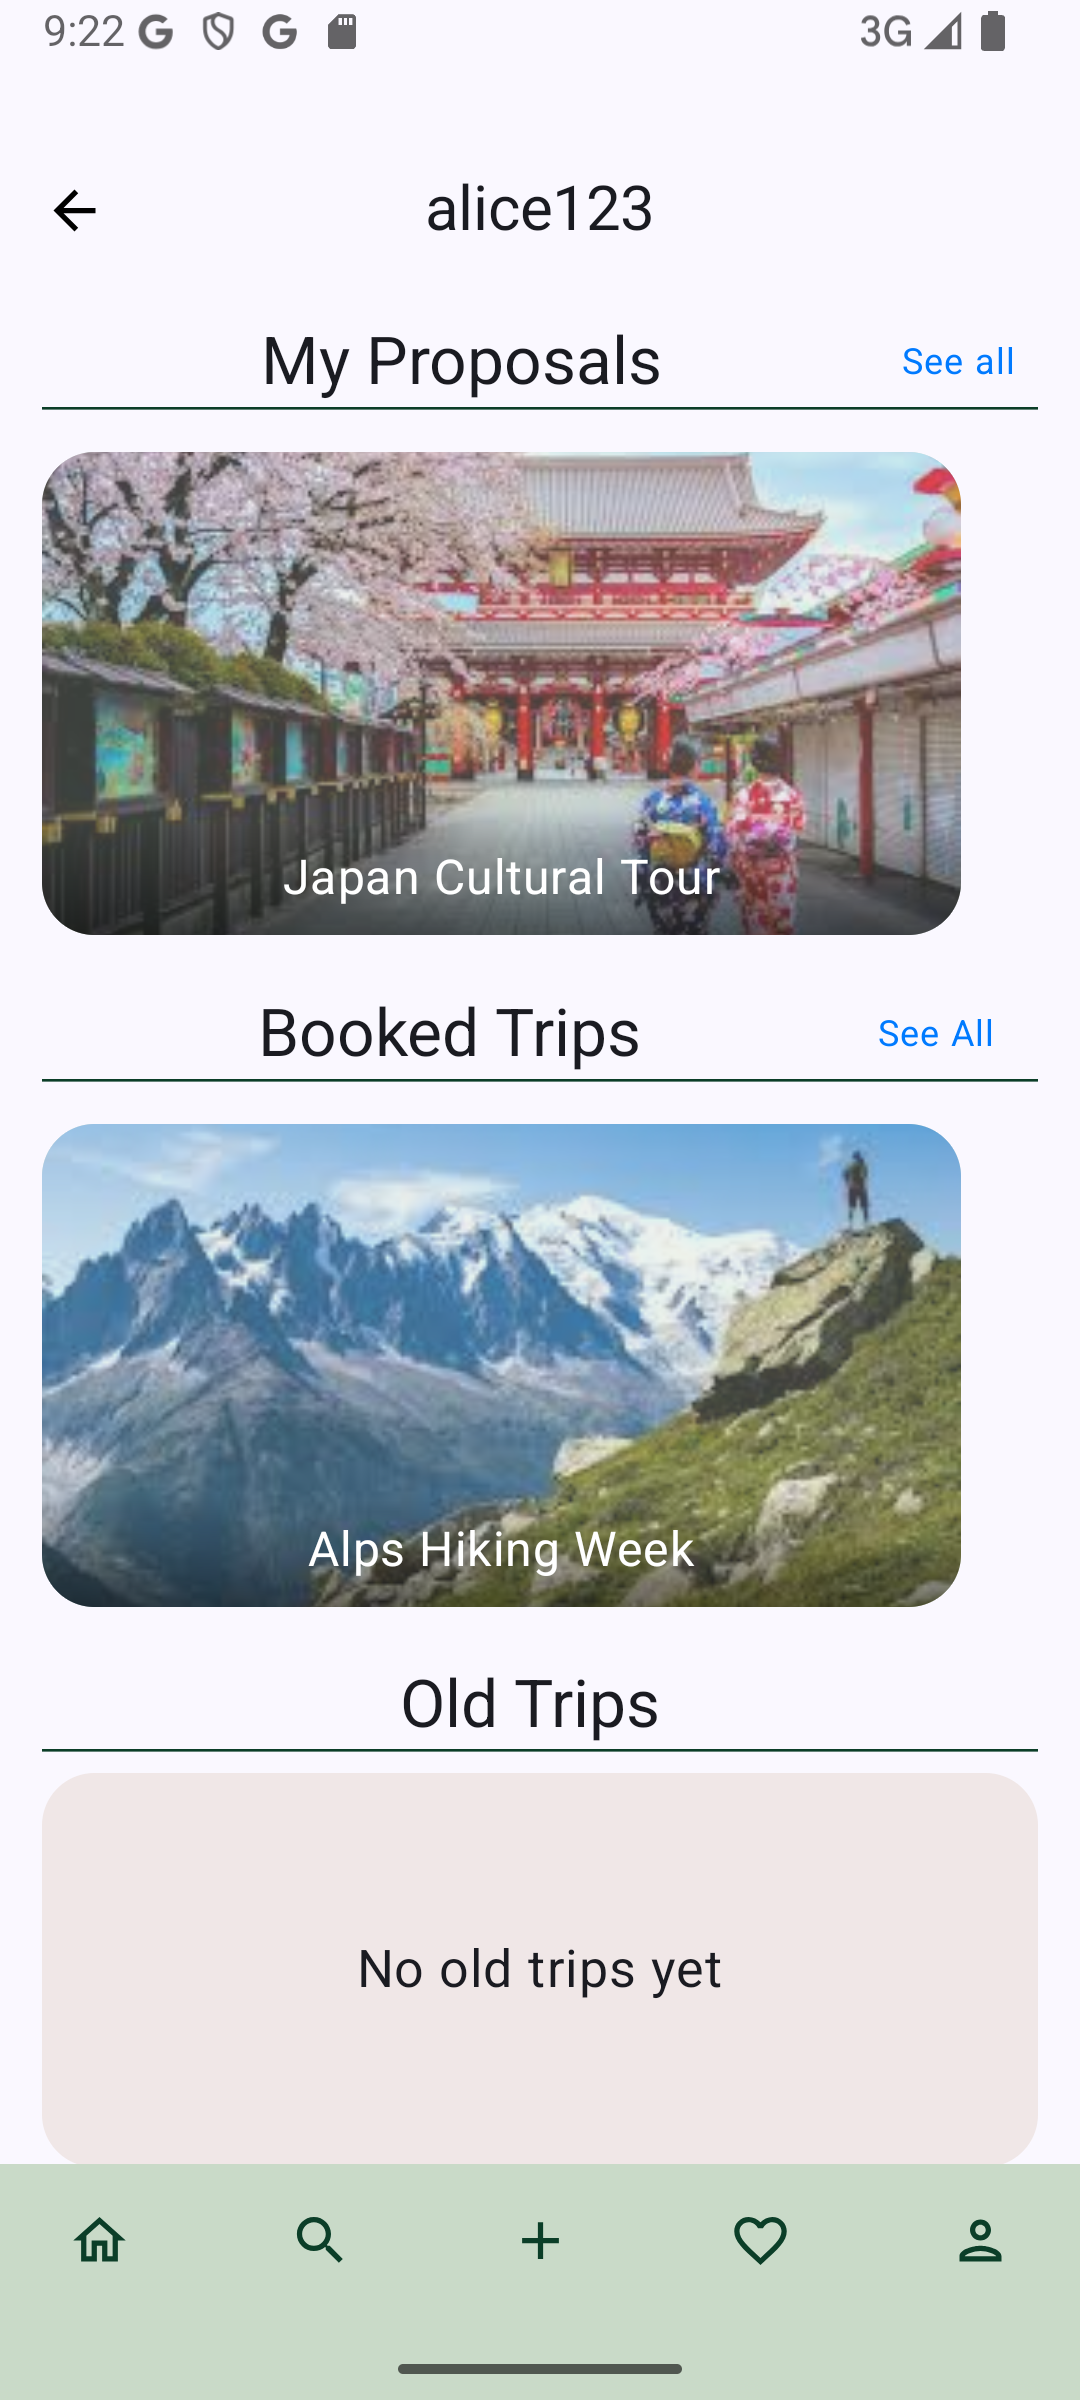 9:22
3G
alice123
My Proposals
See all
Japan Cultural Tour
Booked Trips
See All
Alps Hiking Week
Old Trips
No old trips yet